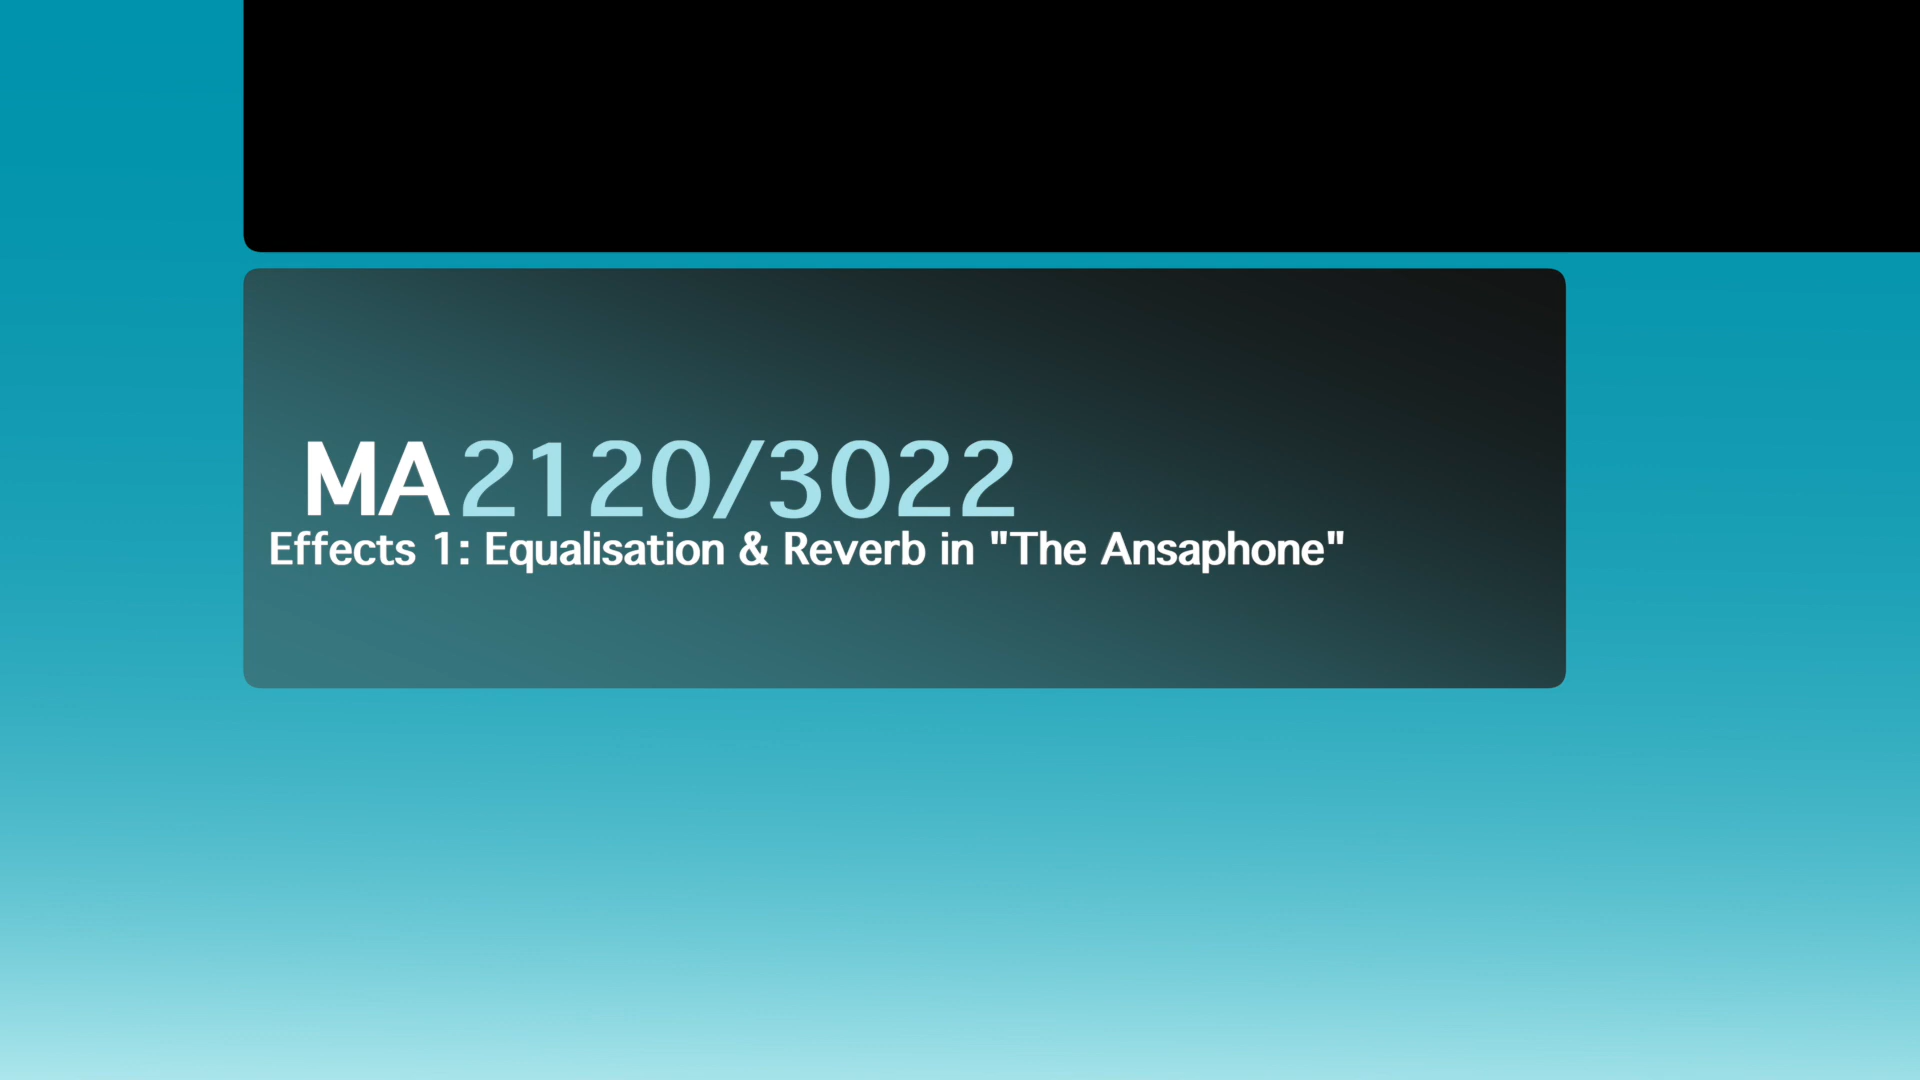 MA2120/3022
Effects 1: Equalisation & Reverb in "The Ansaphone"